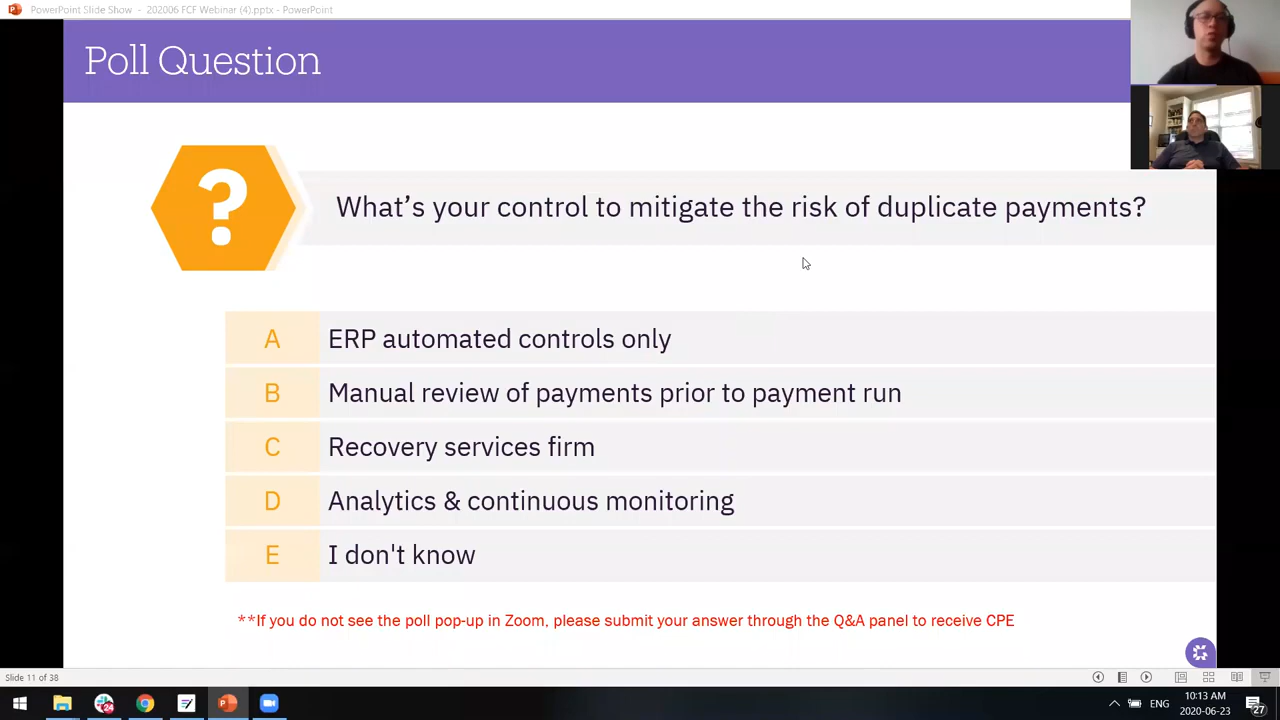 PowerPoint Slide Show - 202006 FCF Webinar (4).pptx - PowerPoint
Poll Question
?
What's your control to mitigate the risk of duplicate payments?
A ERP automated controls only
B Manual review of payments prior to payment run
C Recovery services firm
D Analytics & continuous monitoring
E I don't know
**If you do not see the poll pop-up in Zoom, please submit your answer through the Q&A panel to receive CPE
Slide 11 of 38
24
ENG
10:13 AM
2020-06-23
27